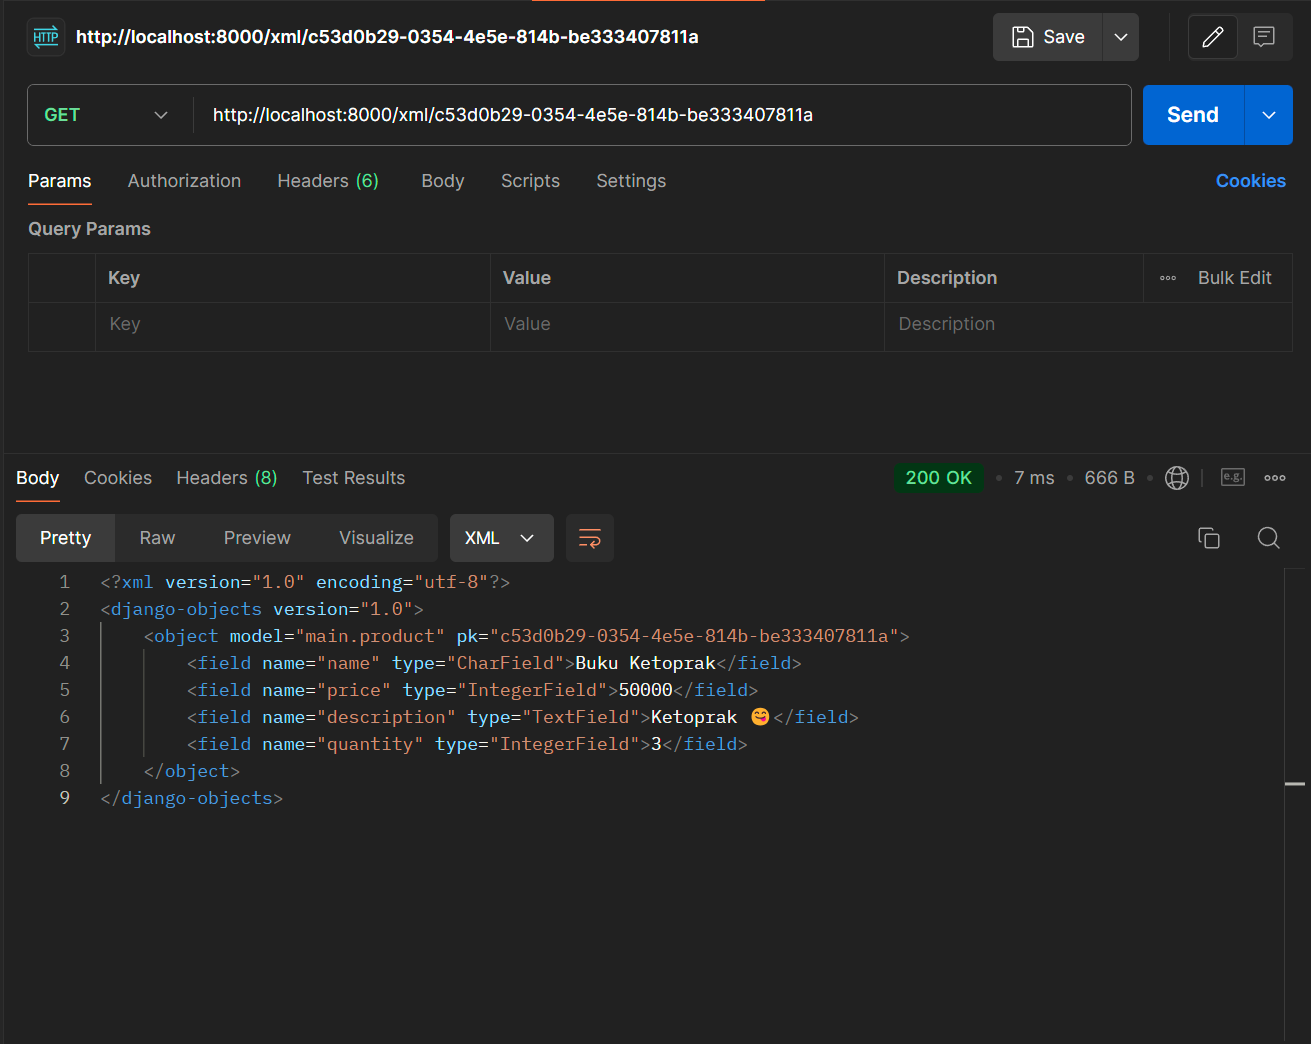 HTTP http://localhost:8000/xml/c53d0b29-0354-4e5e-814b-be333407811a Save
GET http://localhost:8000/xml/c53d0b29-0354-4e5e-814b-be333407811a Send
Params Authorization Headers (6) Body Scripts Settings Cookies
Query Params
Key Value Description Bulk Edit
Key Value Description
Body Cookies Headers (8) Test Results 200 OK 7 ms 666 B e.g.
Pretty Raw Preview Visualize XML
1 <?xml version="1.0" encoding="utf-8"?>
2 <django-objects version="1.0">
3 <object model="main.product" pk="c53d0b29-0354-4e5e-814b-be333407811a">
4 <field name="name" type="CharField">Buku Ketoprak</field>
5 <field name="price" type="IntegerField">50000</field>
6 <field name="description" type="TextField">Ketoprak 😋</field>
7 <field name="quantity" type="IntegerField">3</field>
8 </object>
9 </django-objects>